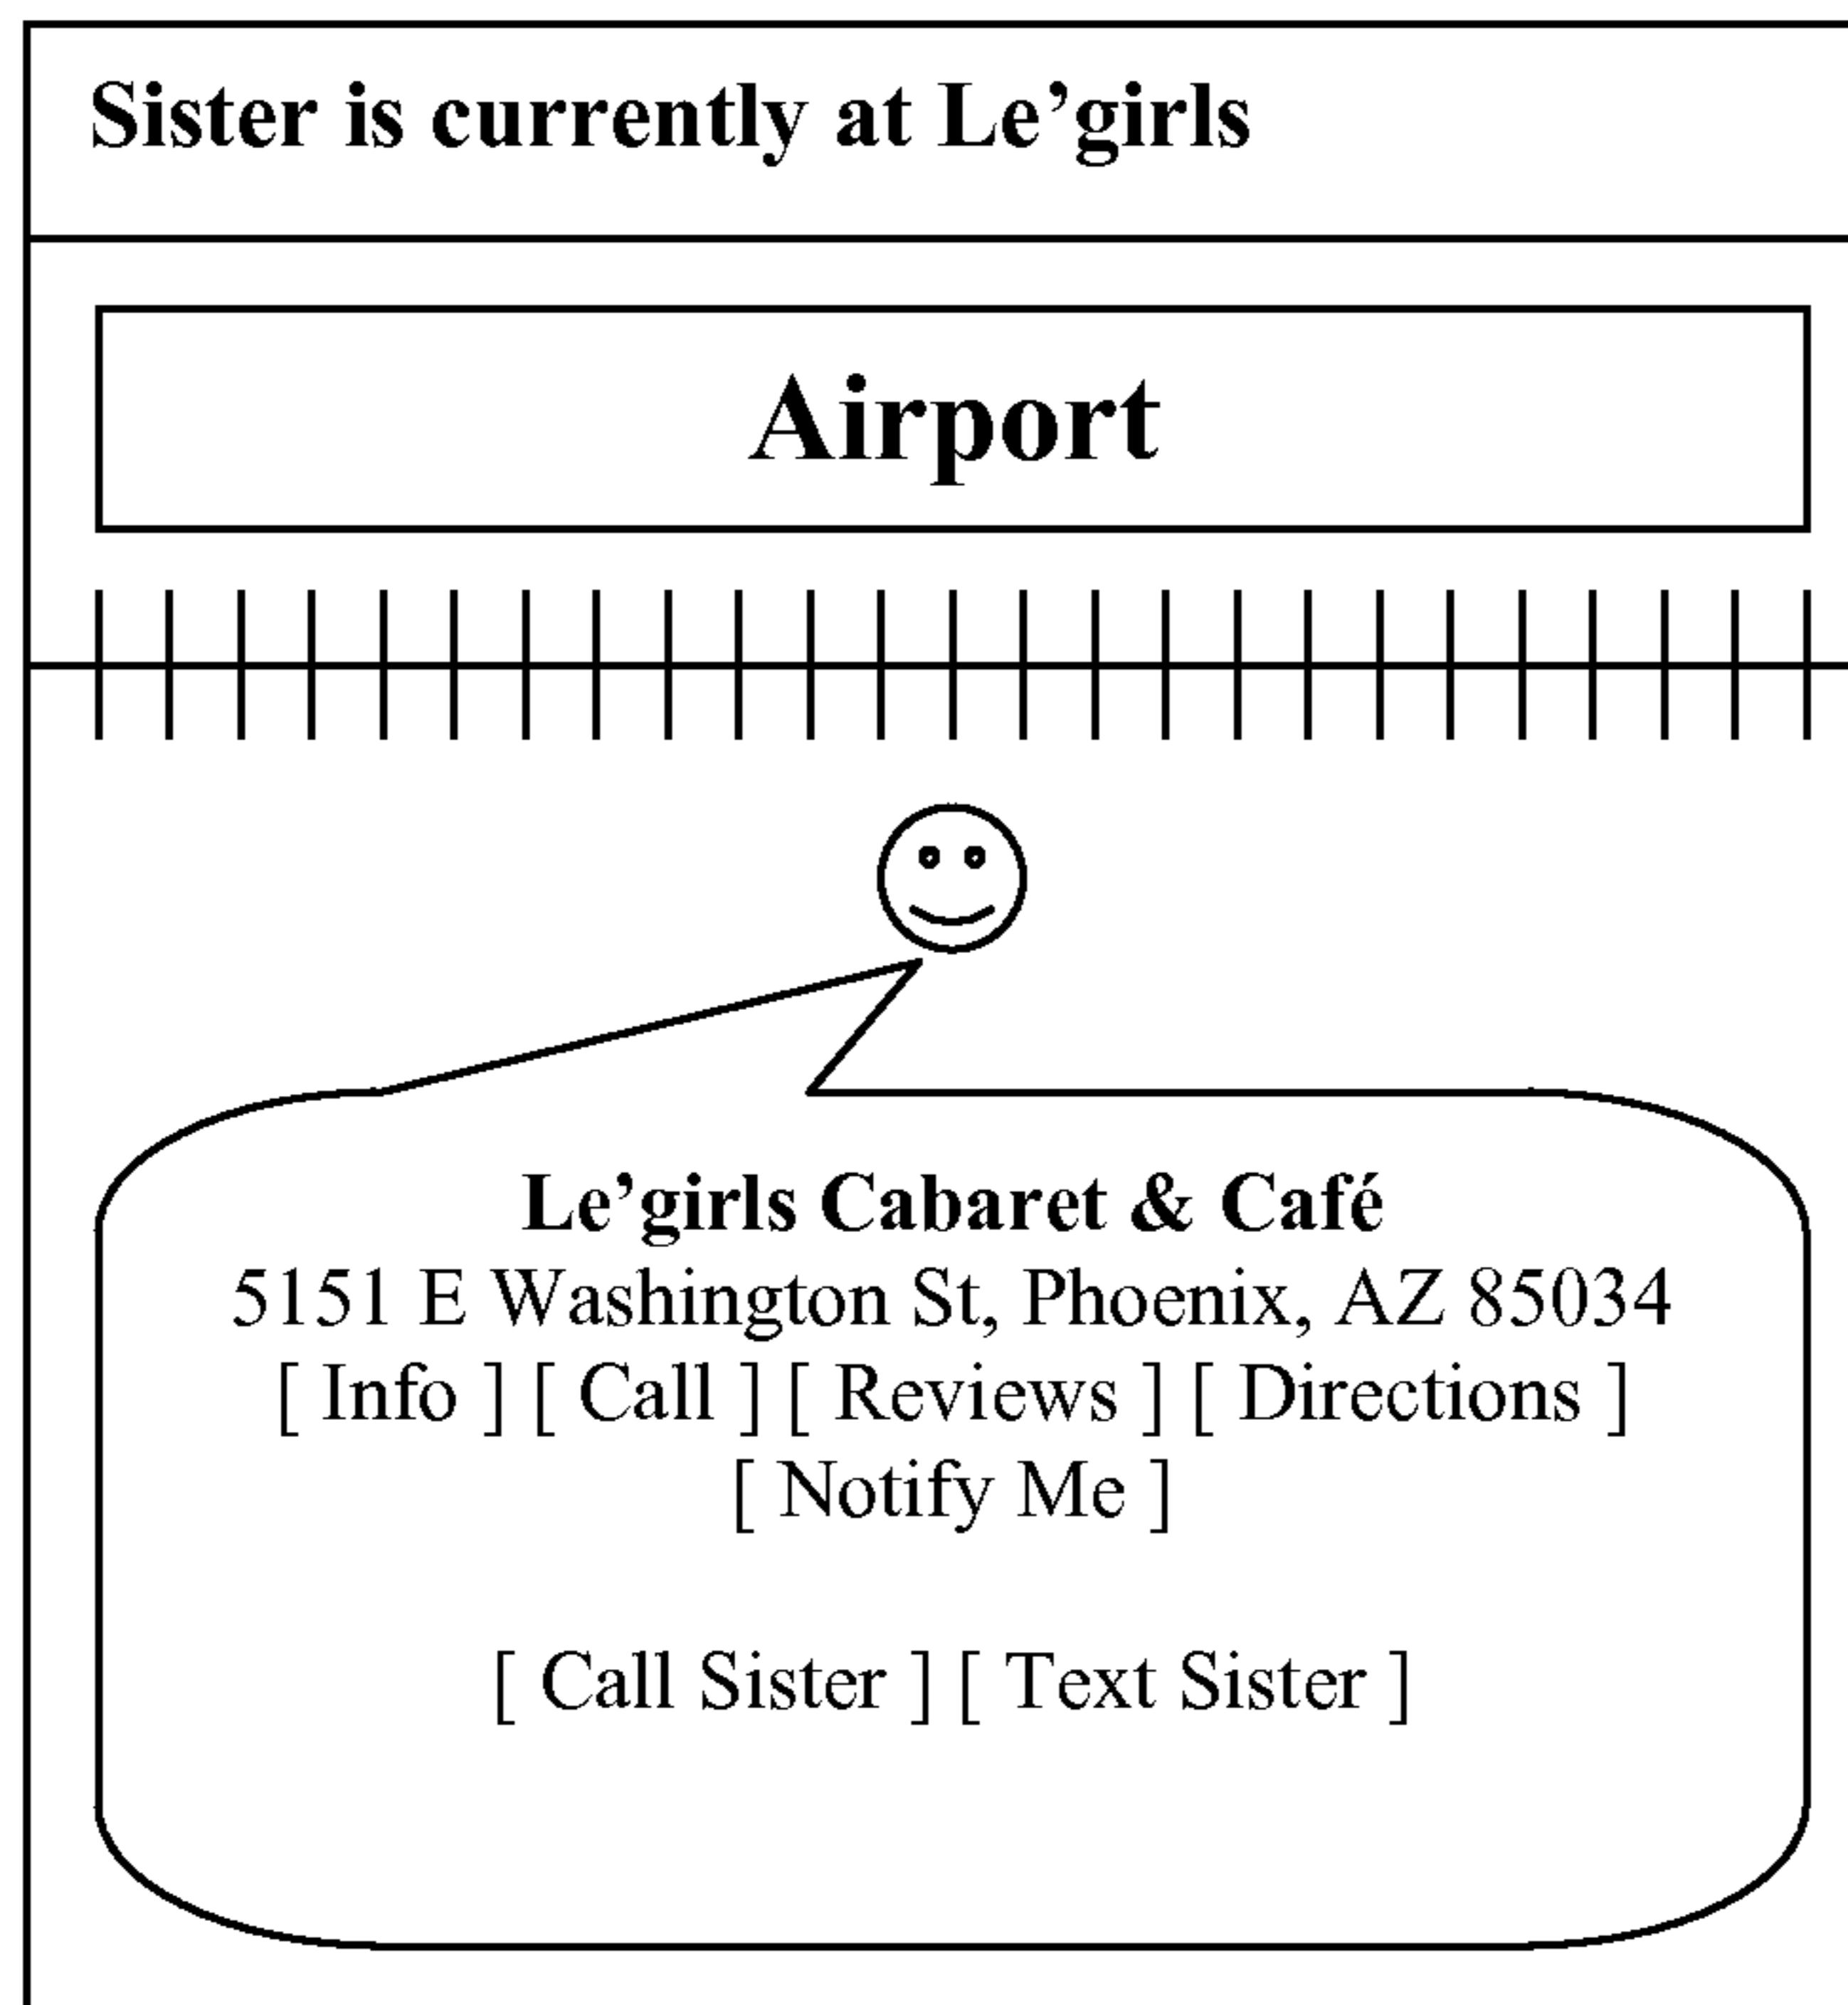 Sister is currently at Le’girls
Airport
Le’girls Cabaret & Café
5151 E Washington St, Phoenix, AZ 85034
[ Info ] [ Call ] [ Reviews ] [ Directions ]
[ Notify Me ]
[ Call Sister ] [ Text Sister ]